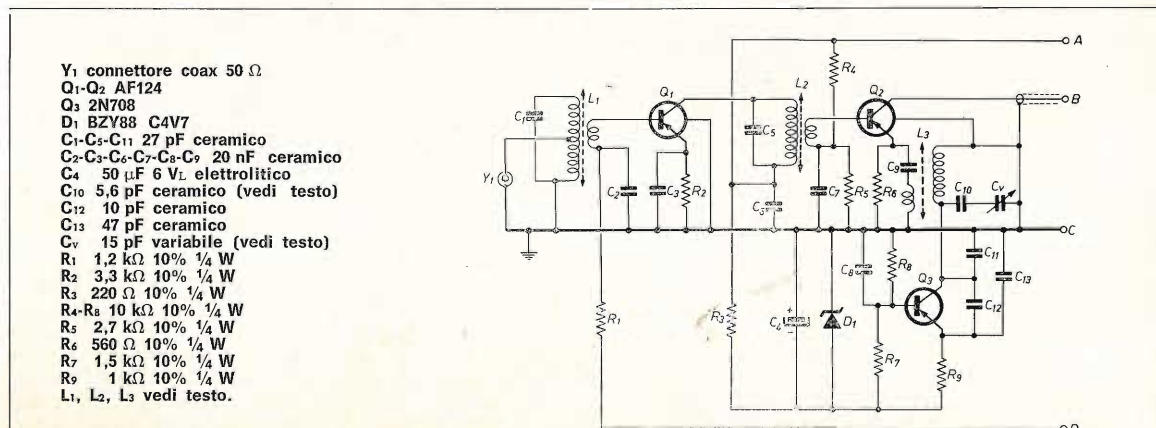 Y1 connettore coax 50 Ω
Q1-Q2 AF124
Q3 2N708
D1 BZY88 C4V7
C1-C5-C11 27 pF ceramico
C2-C3-C6-C7-C8-C9 20 nF ceramico
C4 50 µF 6 VL elettrolitico
C10 5,6 pF ceramico (vedi testo)
C12 10 pF ceramico
C13 47 pF ceramico
Cv 15 pF variabile (vedi testo)
R1 1,2 kΩ 10% ¼ W
R2 3,3 kΩ 10% ¼ W
R3 220 Ω 10% ¼ W
R4-R8 10 kΩ 10% ¼ W
R5 2,7 kΩ 10% ¼ W
R6 560 Ω 10% ¼ W
R7 1,5 kΩ 10% ¼ W
R9 1 kΩ 10% ¼ W
L1, L2, L3 vedi testo.
A
R4
L1
Q1
L2
Q2
B
C1
C5
L3
Y1
C2
C3
R2
C7
R5
R6
C9
C10
Cv
C
C8
R8
Q3
C11
C12
C13
R1
R3
C4
+
-
D1
R7
R9